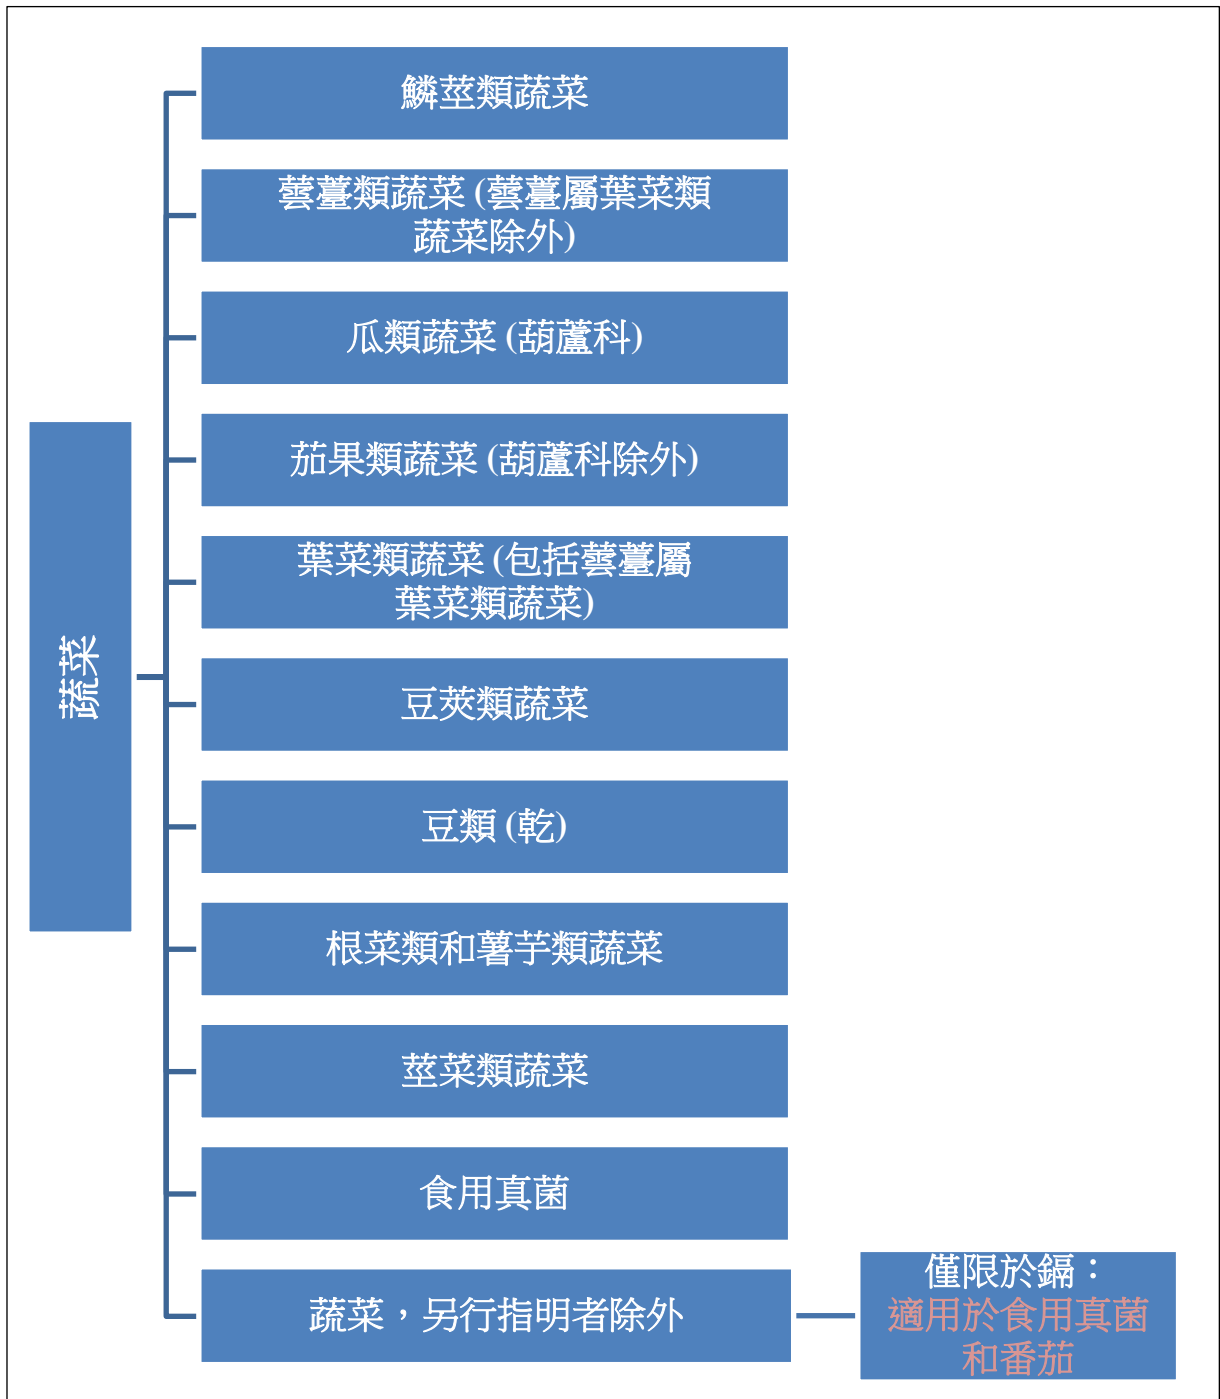 鱗莖類蔬菜
蕓薹類蔬菜 (蕓薹屬葉菜類
蔬菜除外)
瓜類蔬菜 (葫蘆科)
茄果類蔬菜 (葫蘆科除外)
葉菜類蔬菜 (包括蕓薹屬
葉菜類蔬菜)
蔬菜
豆莢類蔬菜
豆類 (乾)
根菜類和薯芋類蔬菜
莖菜類蔬菜
食用真菌
蔬菜，另行指明者除外
僅限於鎘：
適用於食用真菌
和番茄